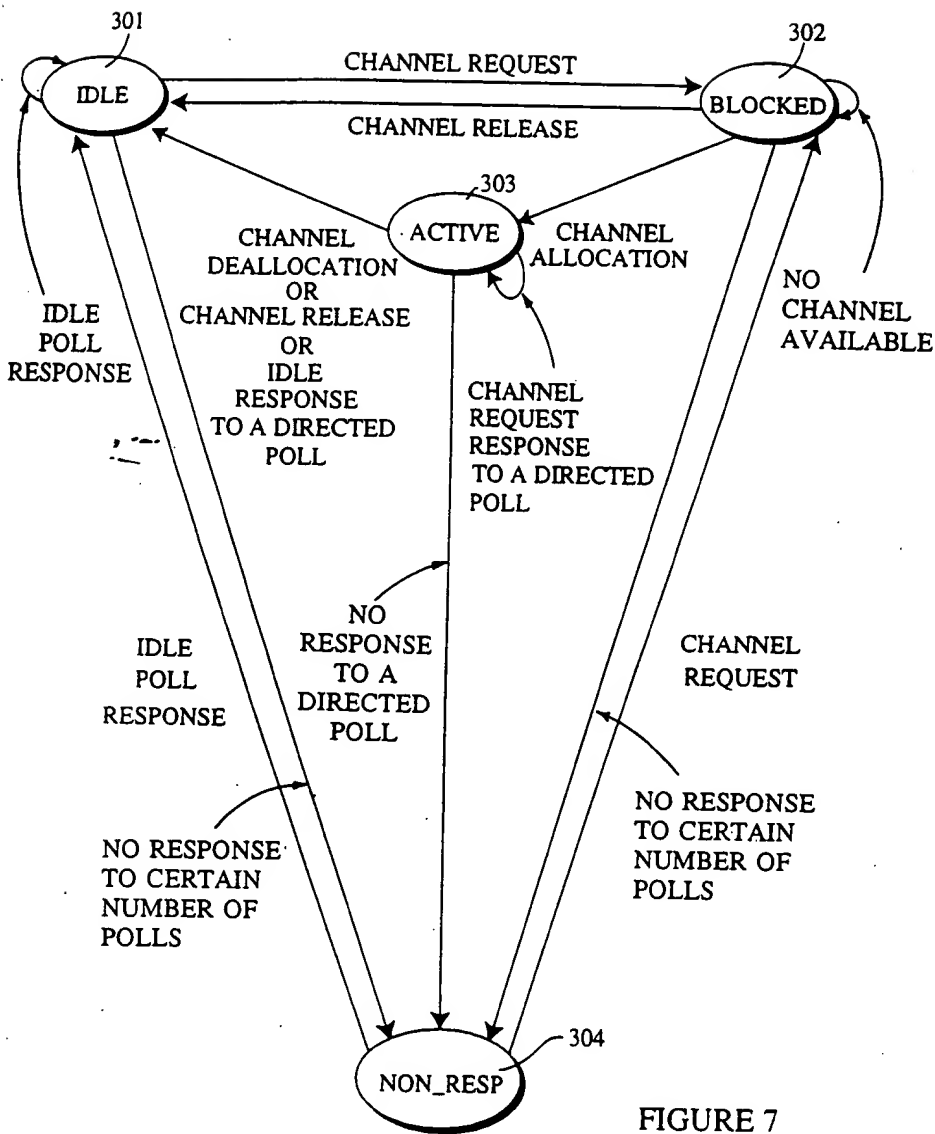 301
302
CHANNEL REQUEST
IDLE
BLOCKED
CHANNEL RELEASE
303
ACTIVE
CHANNEL
DEALLOCATION
OR
CHANNEL RELEASE
OR
IDLE
RESPONSE
TO A DIRECTED
POLL
CHANNEL
ALLOCATION
NO
CHANNEL
AVAILABLE
IDLE
POLL
RESPONSE
CHANNEL
REQUEST
RESPONSE
TO A DIRECTED
POLL
NO
RESPONSE
TO A
DIRECTED
POLL
IDLE
POLL
RESPONSE
CHANNEL
REQUEST
NO RESPONSE
TO CERTAIN
NUMBER OF
POLLS
NO RESPONSE
TO CERTAIN
NUMBER OF
POLLS
304
NON_RESP
FIGURE 7